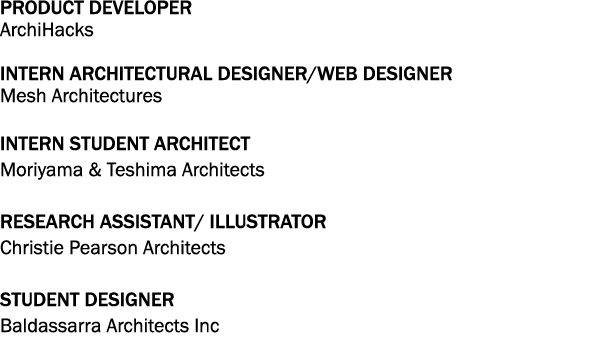 PRODUCT DEVELOPER
ArchiHacks
INTERN ARCHITECTURAL DESIGNER/WEB DESIGNER
Mesh Architectures
INTERN STUDENT ARCHITECT
Moriyama & Teshima Architects
RESEARCH ASSISTANT/ ILLUSTRATOR
Christie Pearson Architects
STUDENT DESIGNER
Baldassarra Architects Inc